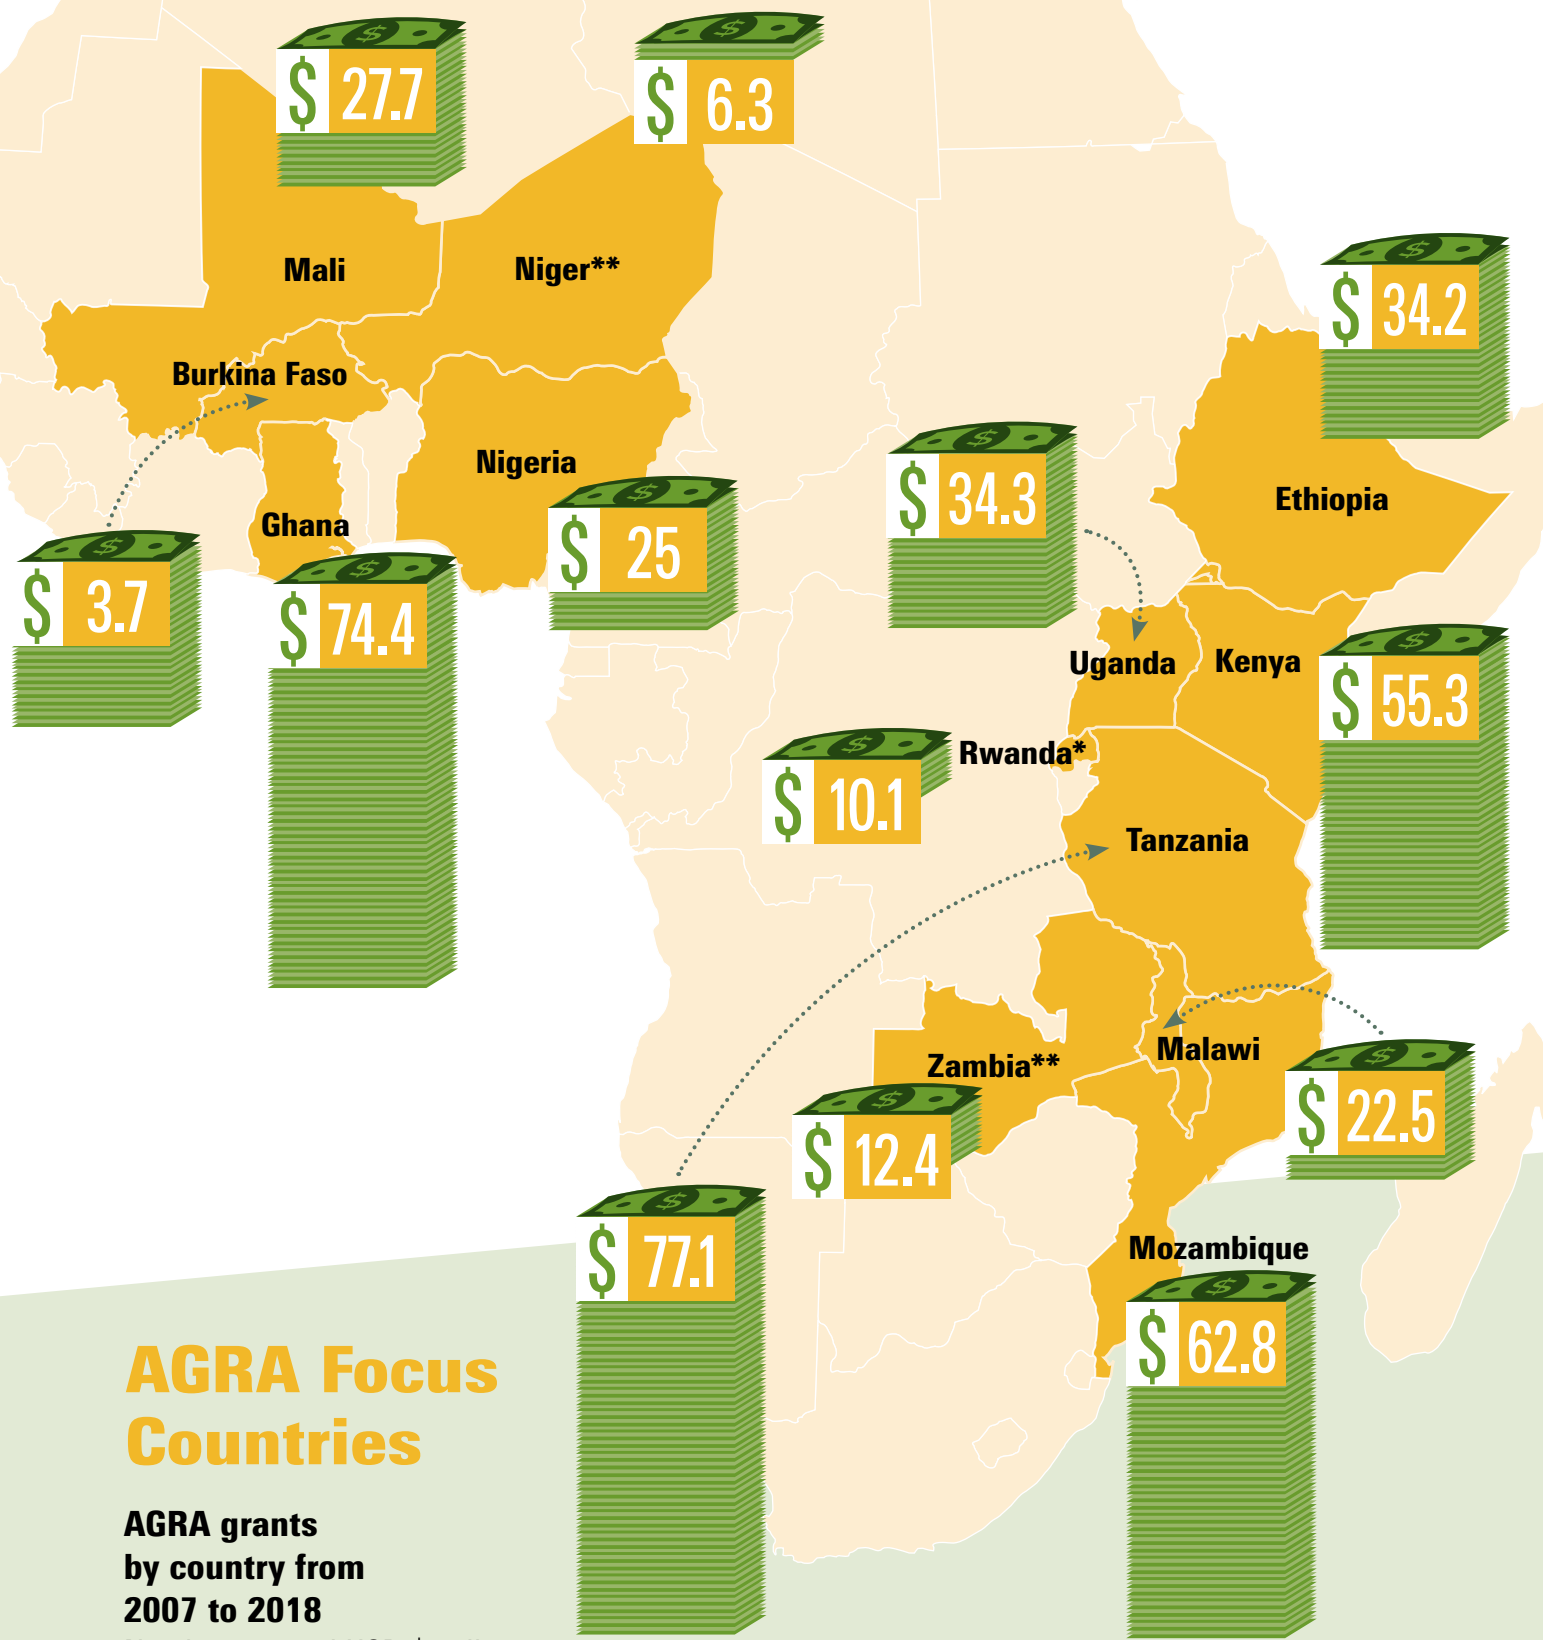 $ 27.7
$ 6.3
Mali
Niger**
$ 34.2
Burkina Faso
Nigeria
$ 34.3
Ethiopia
Ghana
$ 25
$ 3.7
$ 74.4
Uganda
Kenya
$ 55.3
Rwanda*
$ 10.1
Tanzania
Zambia**
Malawi
$ 22.5
$ 12.4
$ 77.1
Mozambique
$ 62.8
AGRA Focus
Countries
AGRA grants
by country from
2007 to 2018